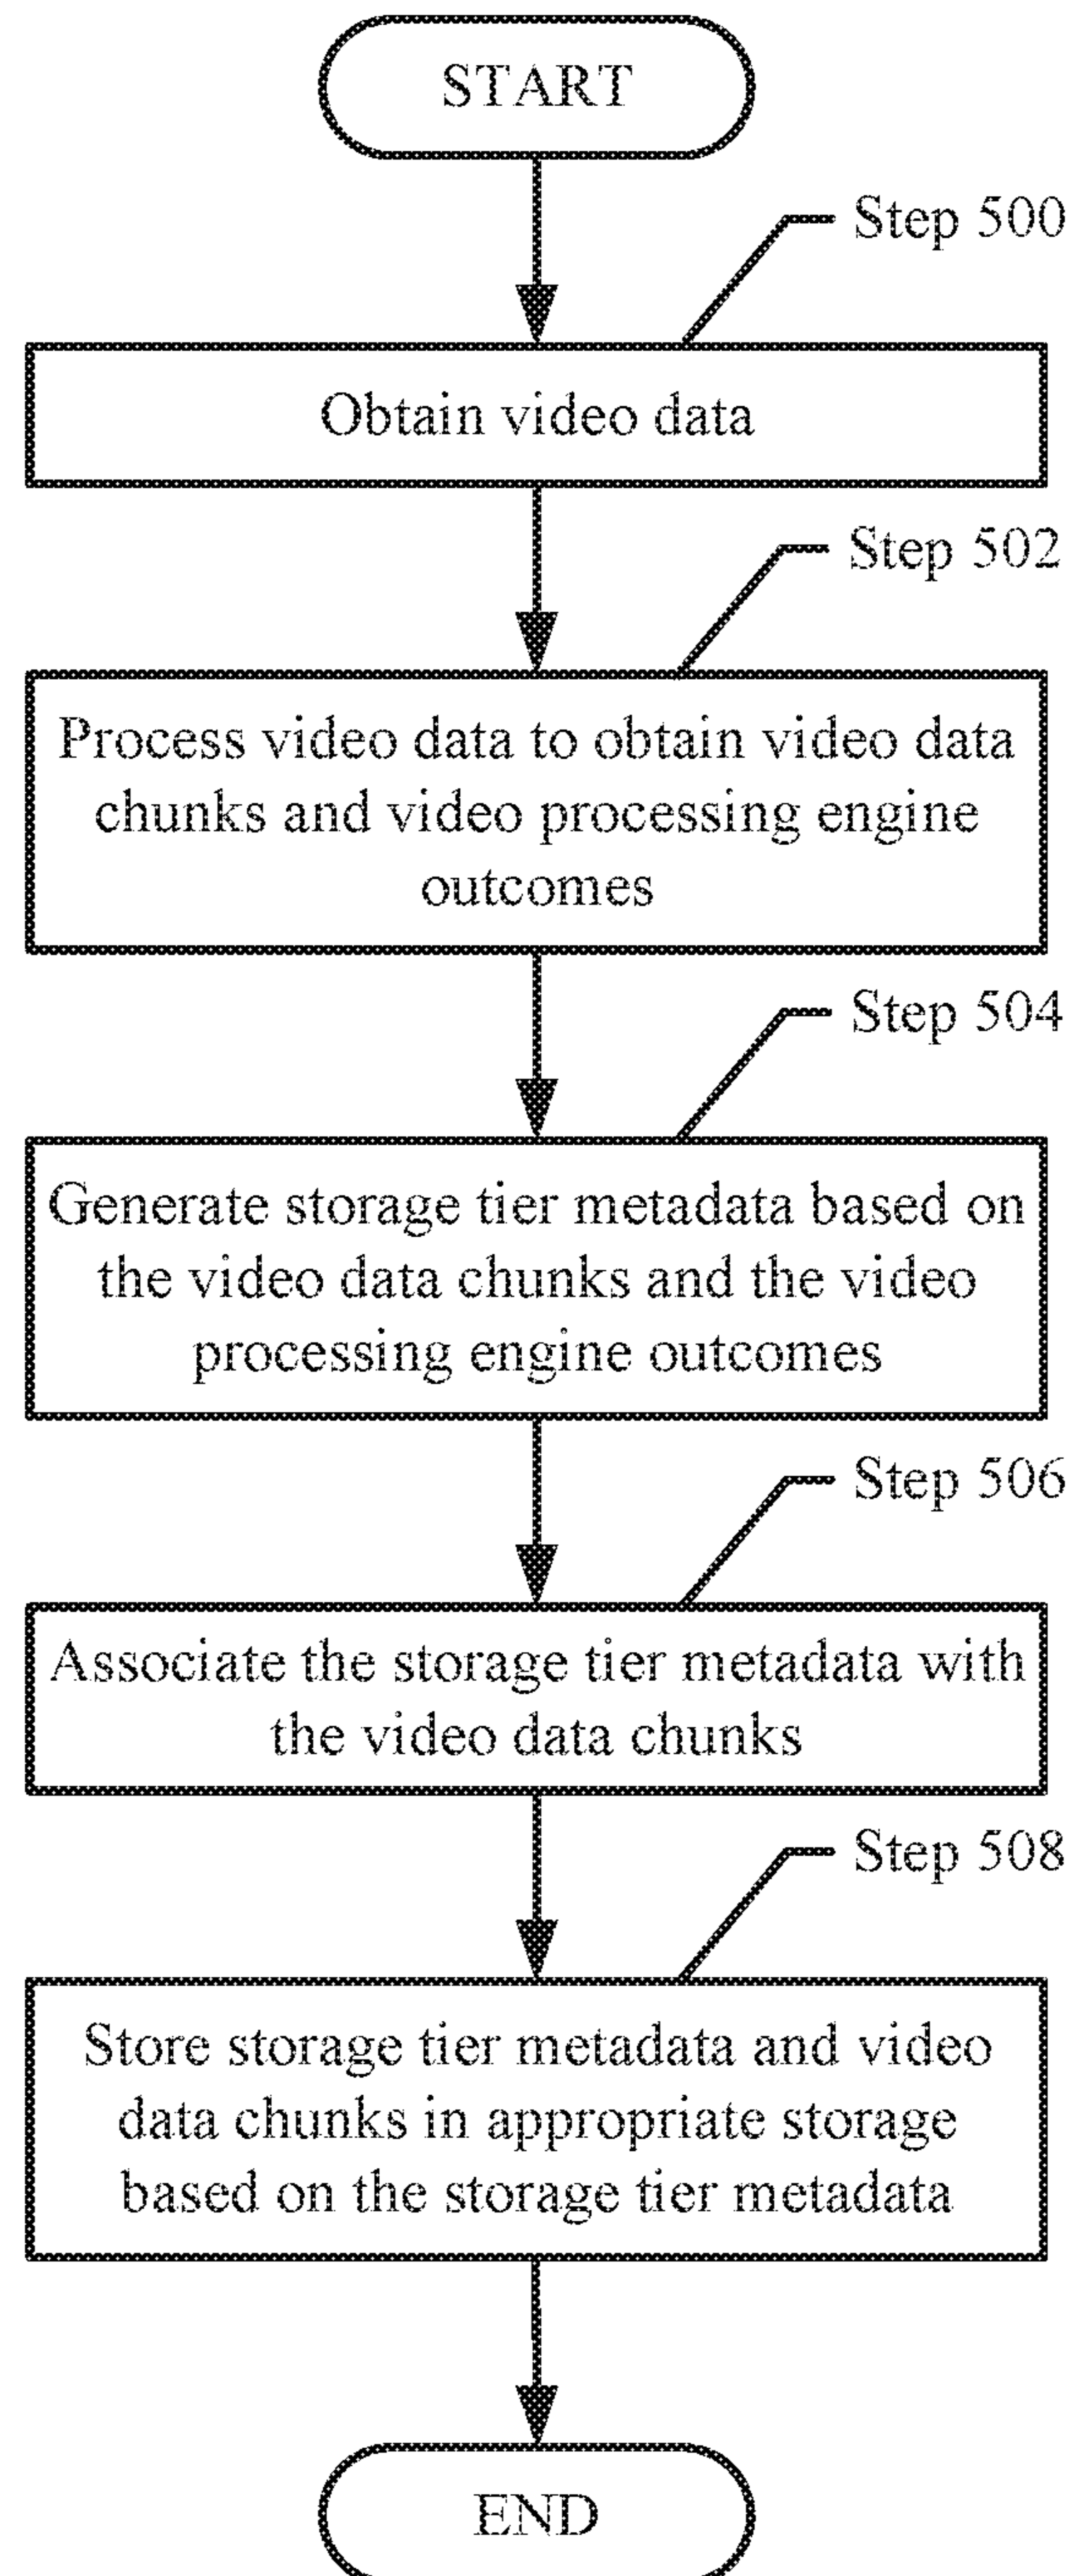 START
Step 500
Obtain video data
Step 502
Process video data to obtain video data
chunks and video processing engine
outcomes
Step 504
Generate storage tier metadata based on
the video data chunks and the video
processing engine outcomes
Step 506
Associate the storage tier metadata with
the video data chunks
Step 508
Store storage tier metadata and video
data chunks in appropriate storage
based on the storage tier metadata
END